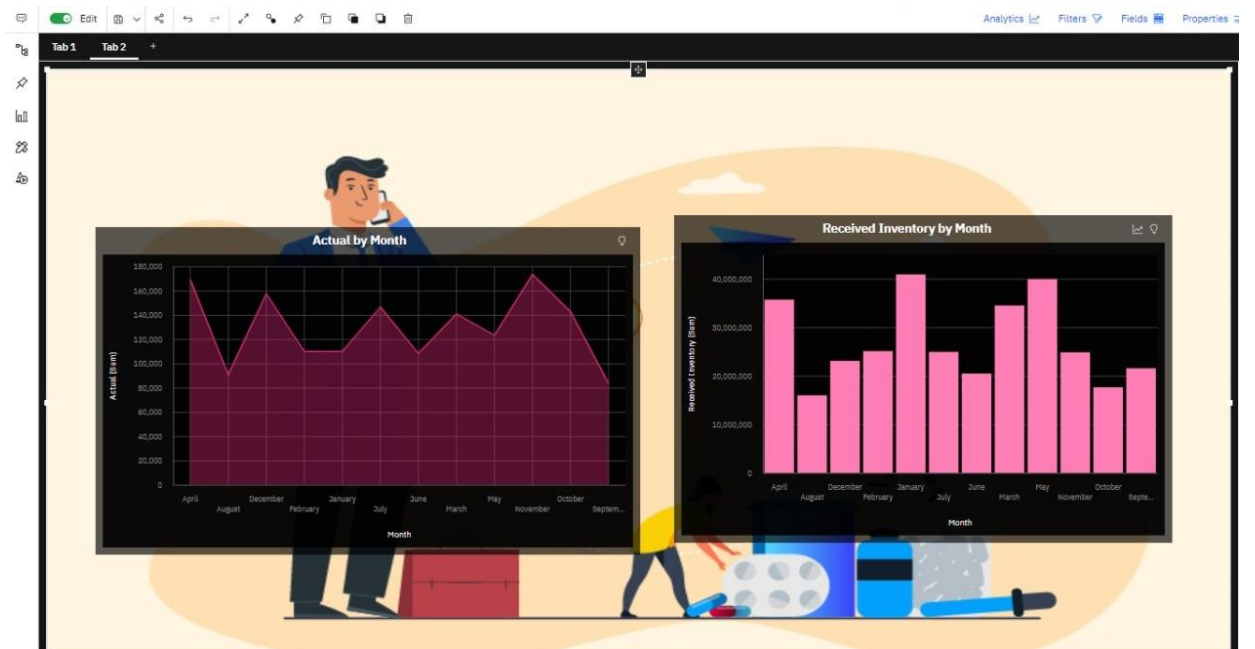 Edit
Analytics Filters Fields Properties
Tab 1 Tab 2 +
Actual by Month
180,000
160,000
140,000
120,000
100,000
80,000
60,000
40,000
20,000
0
Actual (Sum)
April August December February January July June March May November October Septem...
Month
Received Inventory by Month
40,000,000
30,000,000
20,000,000
10,000,000
0
Received Inventory (Sum)
April August December February January July June March May November October Septe...
Month